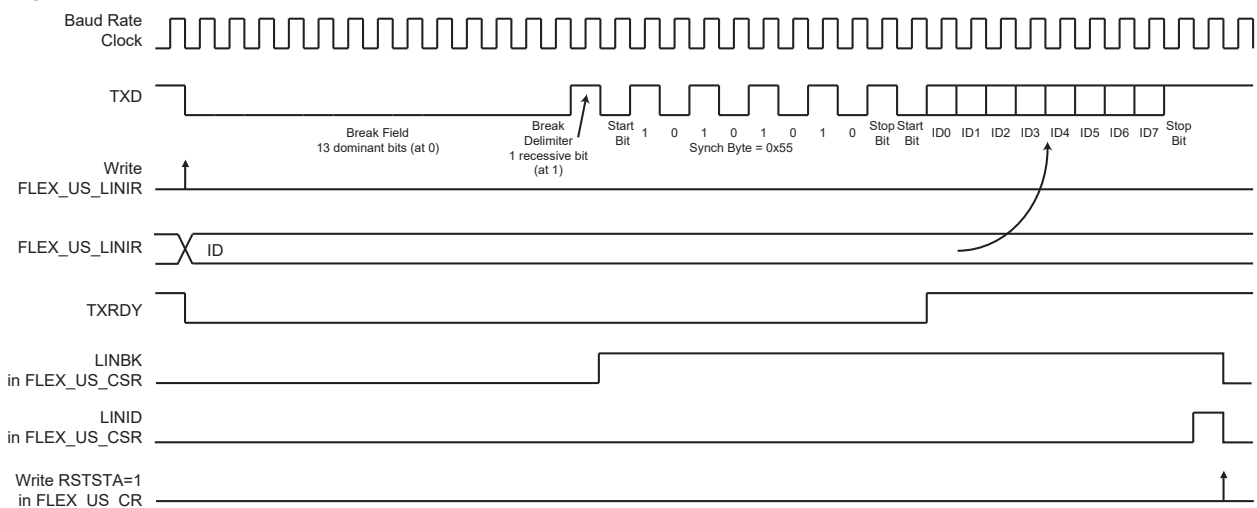 Baud Rate
Clock
TXD
Break Field
13 dominant bits (at 0)
Break
Delimiter
1 recessive bit
(at 1)
Start
Bit
1 0 1 0 1 0 1 0
Synch Byte = 0x55
Stop
Bit
Start
Bit
ID0 ID1 ID2 ID3 ID4 ID5 ID6 ID7
Stop
Bit
Write
FLEX_US_LINIR
FLEX_US_LINIR
ID
TXRDY
LINBK
in FLEX_US_CSR
LINID
in FLEX_US_CSR
Write RSTSTA=1
in FLEX_US_CR